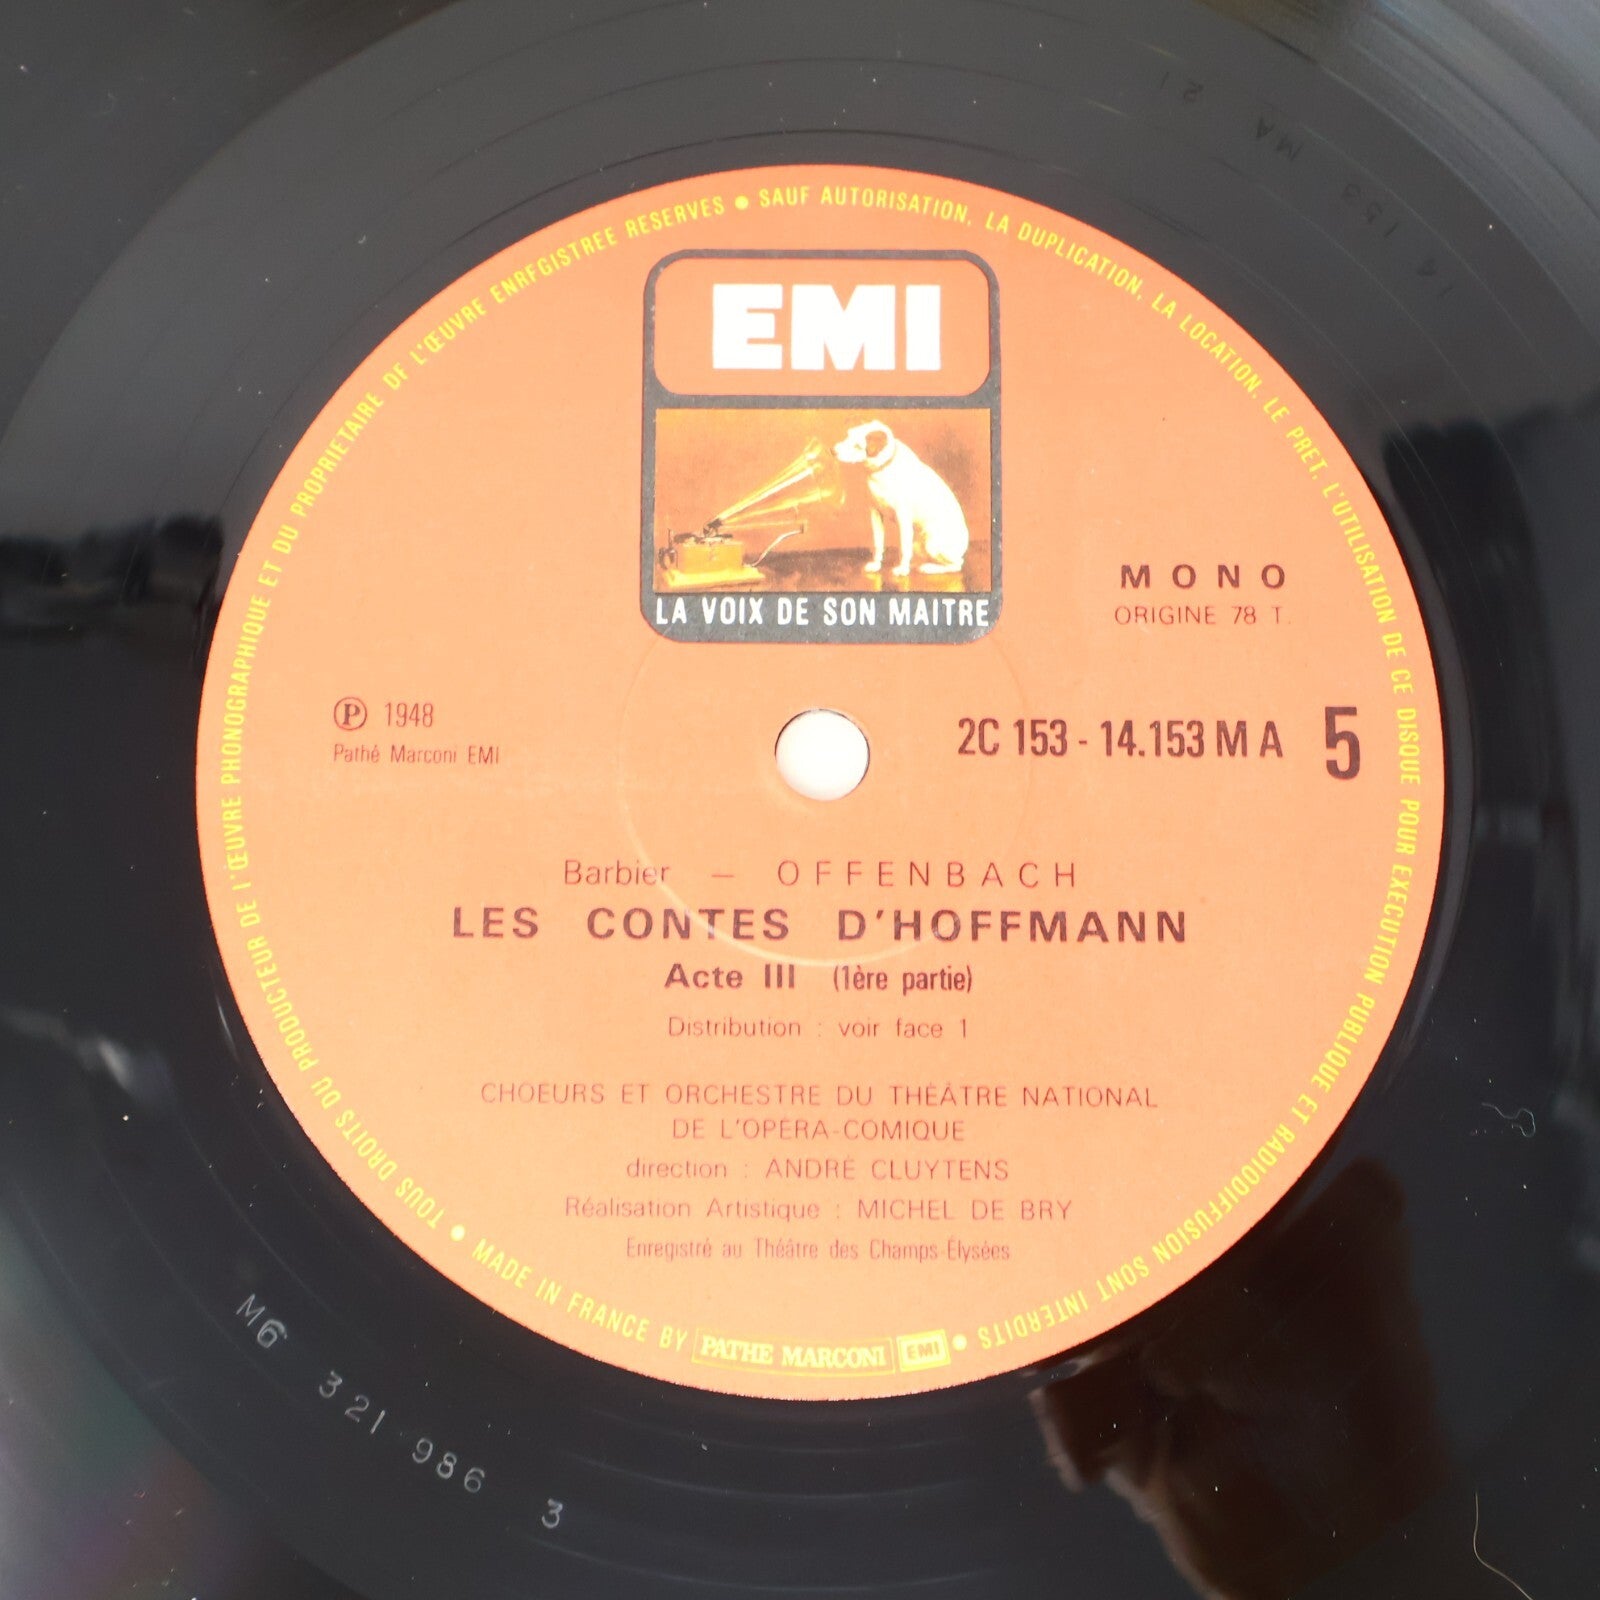 TOUS DROITS DU PRODUCTEUR DE L'ŒUVRE PHONOGRAPHIQUE ET DU PROPRIETAIRE DE L'ŒUVRE ENREGISTREE RESERVES • SAUF AUTORISATION, LA DUPLICATION, LA LOCATION, LE PRET, L'UTILISATION DE CE DISQUE POUR EXECUTION PUBLIQUE ET RADIODIFFUSION SONT INTERDITS •
EMI
LA VOIX DE SON MAITRE
MONO
ORIGINE 78 T.
Ⓟ 1948
Pathé Marconi EMI
2C 153 - 14.153 M A 5
Barbier — OFFENBACH
LES CONTES D'HOFFMANN
Acte III (1ère partie)
Distribution : voir face 1
CHOEURS ET ORCHESTRE DU THÉÂTRE NATIONAL
DE L'OPÉRA-COMIQUE
direction : ANDRÉ CLUYTENS
Réalisation Artistique : MICHEL DE BRY
Enregistré au Théâtre des Champs-Élysées
• MADE IN FRANCE BY PATHE MARCONI EMI
M6 321 986 3
14 153 MA 21